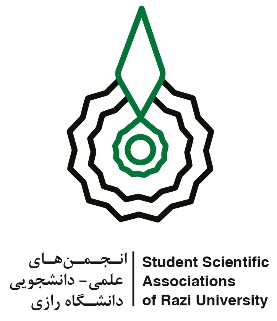 انجمن‌های
علمی - دانشجویی
دانشگاه رازی
Student Scientific
Associations
of Razi University